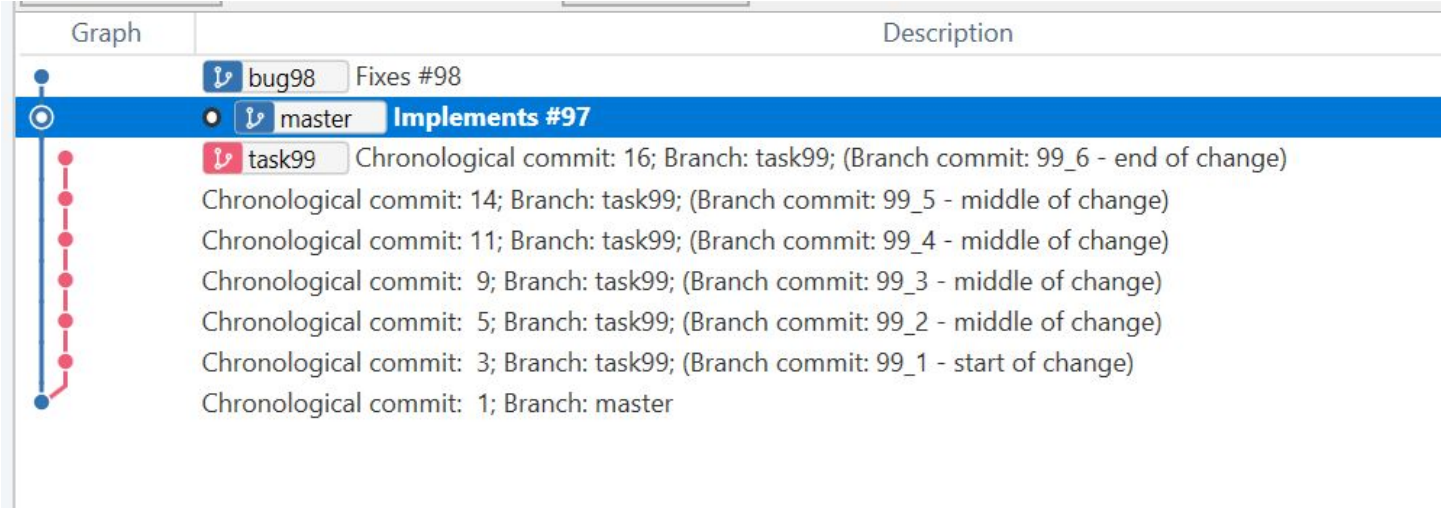 Graph Description
bug98 Fixes #98
master Implements #97
task99 Chronological commit: 16; Branch: task99; (Branch commit: 99_6 - end of change)
Chronological commit: 14; Branch: task99; (Branch commit: 99_5 - middle of change)
Chronological commit: 11; Branch: task99; (Branch commit: 99_4 - middle of change)
Chronological commit:  9; Branch: task99; (Branch commit: 99_3 - middle of change)
Chronological commit:  5; Branch: task99; (Branch commit: 99_2 - middle of change)
Chronological commit:  3; Branch: task99; (Branch commit: 99_1 - start of change)
Chronological commit:  1; Branch: master